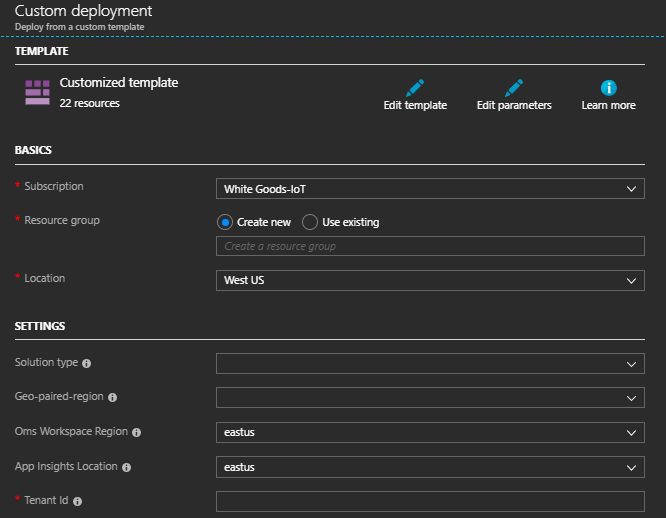 Custom deployment
Deploy from a custom template
TEMPLATE
Customized template
22 resources
Edit template
Edit parameters
Learn more
BASICS
* Subscription
White Goods-IoT
* Resource group
Create new
Use existing
Create a resource group
* Location
West US
SETTINGS
Solution type
Geo-paired-region
Oms Workspace Region
eastus
App Insights Location
eastus
* Tenant Id